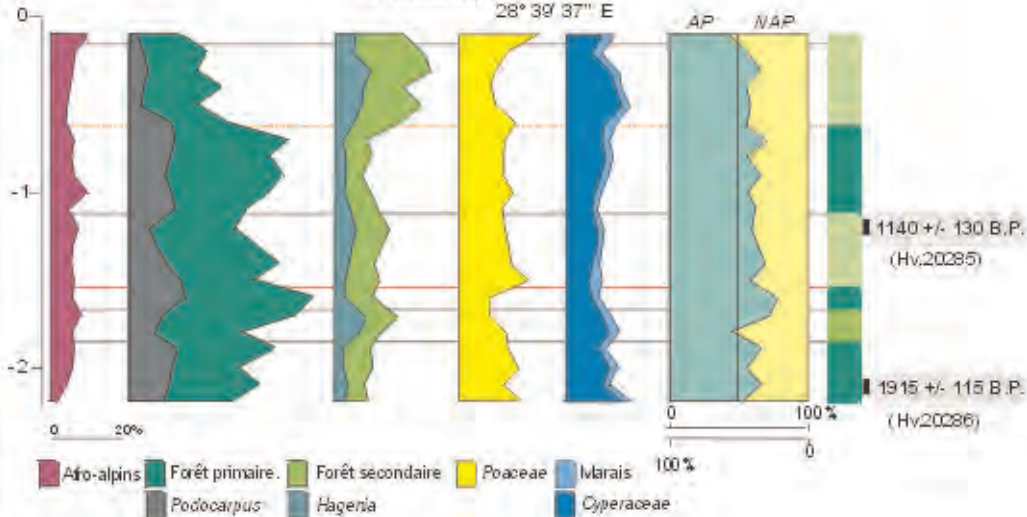 28° 39' 37" E
0
AP NAP
-1
1140 +/- 130 B.P.
(Hv.20285)
-2
1915 +/- 115 B.P.
(Hv.20286)
0 20%
0 100%
100% 0
Afro-alpins Forêt primaire. Forêt secondaire Poaceae Marais
Podocarpus Hagenia Cyperaceae